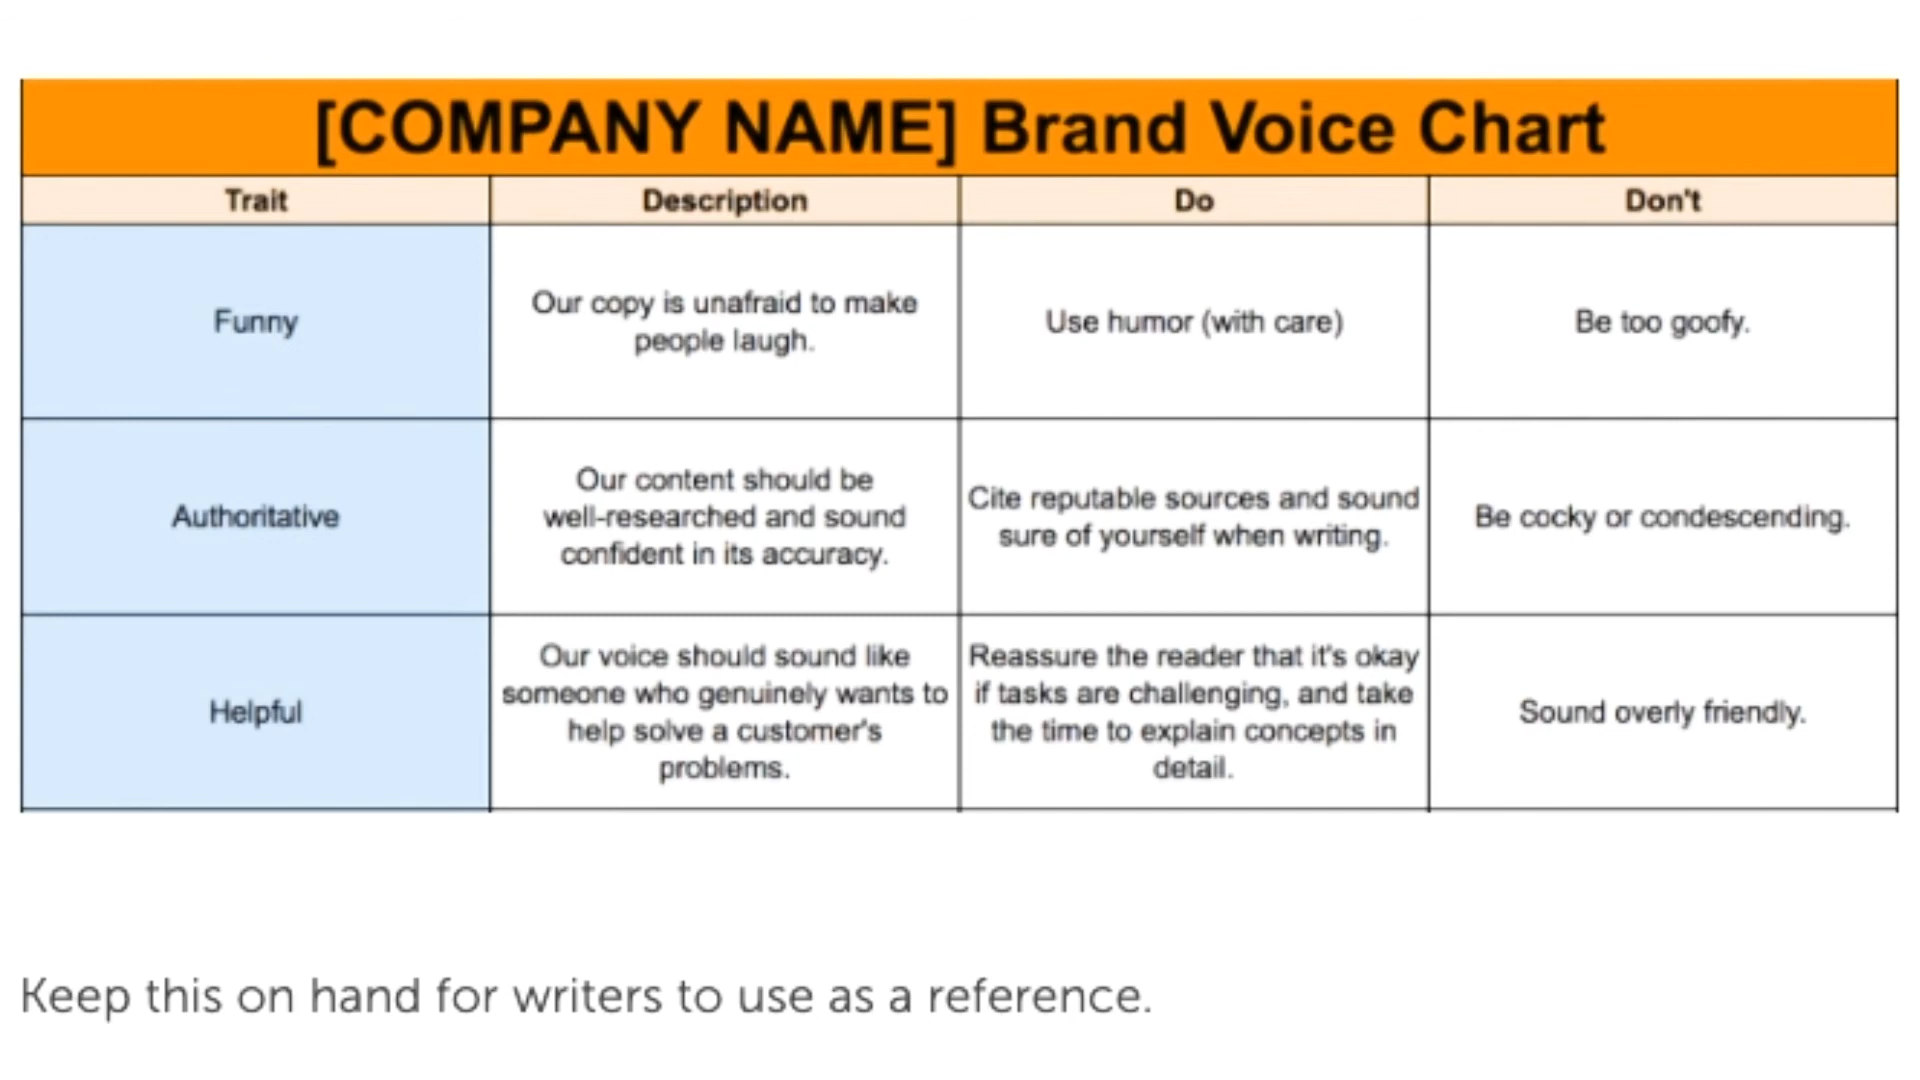 [COMPANY NAME] Brand Voice Chart
Trait
Description
Do
Don't
Funny
Our copy is unafraid to make
people laugh.
Use humor (with care)
Be too goofy.
Authoritative
Our content should be
well-researched and sound
confident in its accuracy.
Cite reputable sources and sound
sure of yourself when writing.
Be cocky or condescending.
Helpful
Our voice should sound like
someone who genuinely wants to
help solve a customer's
problems.
Reassure the reader that it's okay
if tasks are challenging, and take
the time to explain concepts in
detail.
Sound overly friendly.
Keep this on hand for writers to use as a reference.